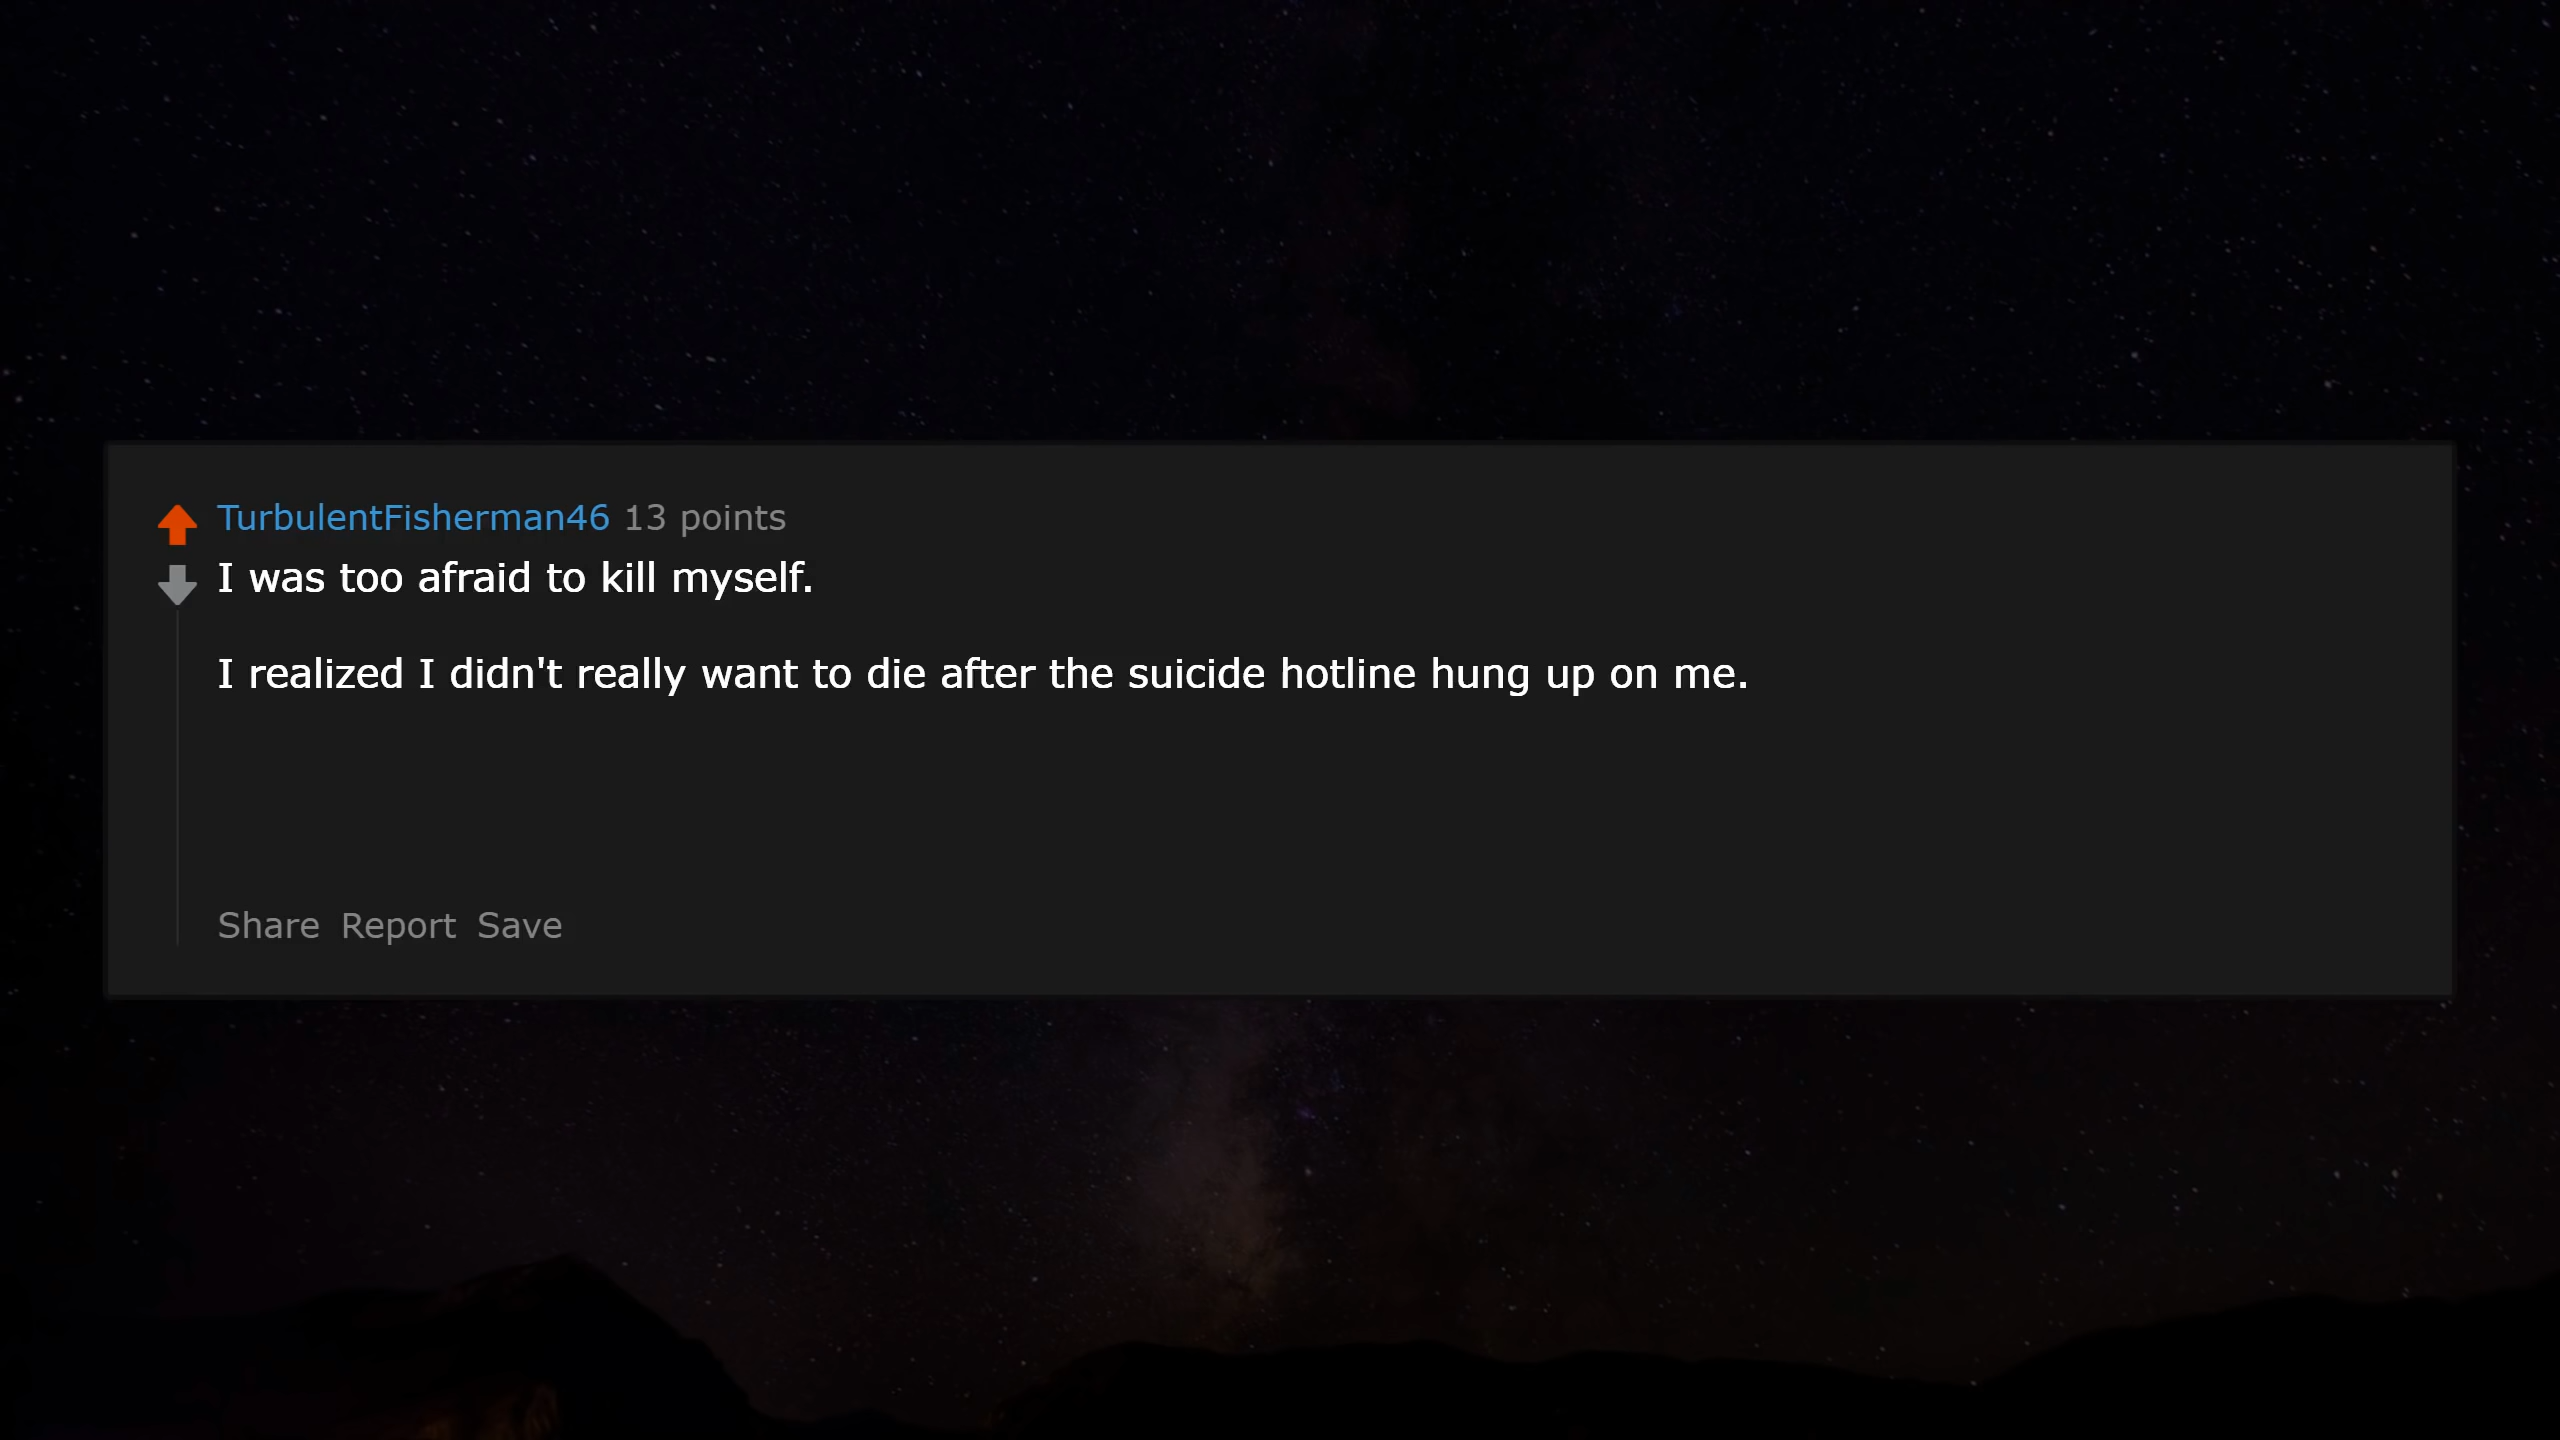 TurbulentFisherman46 13 points
I was too afraid to kill myself.
I realized I didn't really want to die after the suicide hotline hung up on me.
Share Report Save